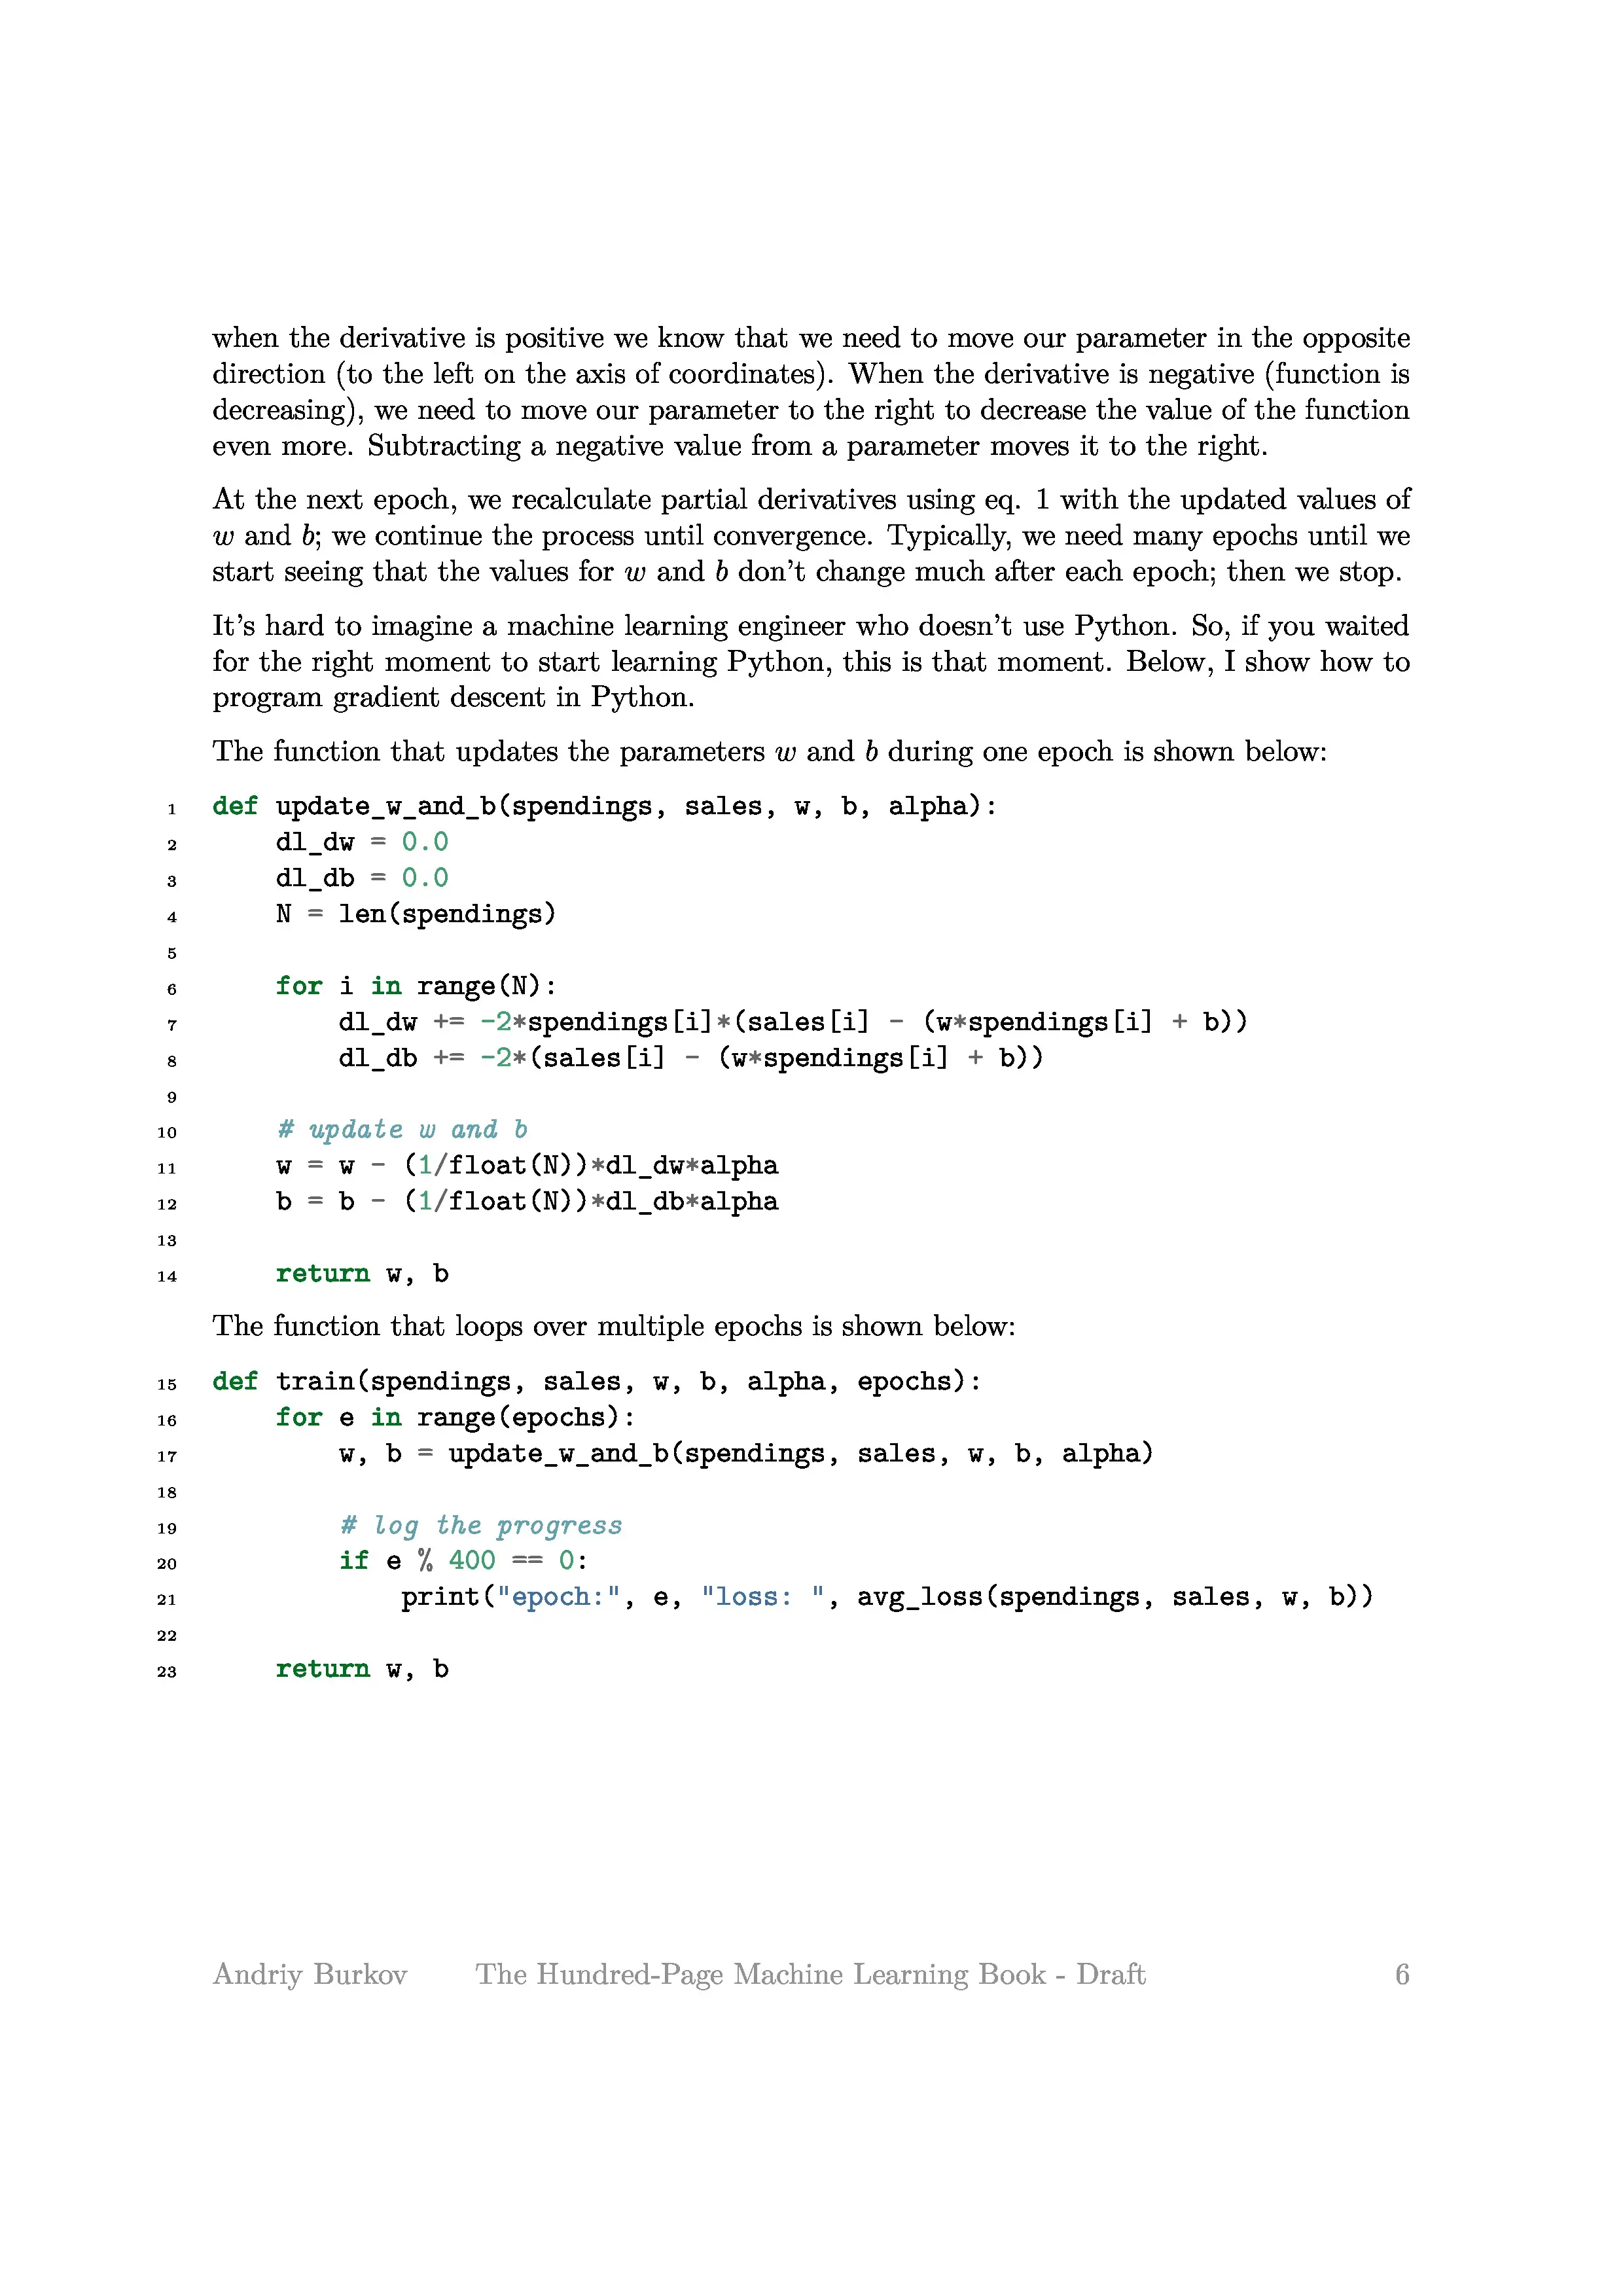 when the derivative is positive we know that we need to move our parameter in the opposite
direction (to the left on the axis of coordinates). When the derivative is negative (function is
decreasing), we need to move our parameter to the right to decrease the value of the function
even more. Subtracting a negative value from a parameter moves it to the right.
At the next epoch, we recalculate partial derivatives using eq. 1 with the updated values of
w and b; we continue the process until convergence. Typically, we need many epochs until we
start seeing that the values for w and b don't change much after each epoch; then we stop.
It's hard to imagine a machine learning engineer who doesn't use Python. So, if you waited
for the right moment to start learning Python, this is that moment. Below, I show how to
program gradient descent in Python.
The function that updates the parameters w and b during one epoch is shown below:
1 def update_w_and_b(spendings, sales, w, b, alpha):
2     dl_dw = 0.0
3     dl_db = 0.0
4     N = len(spendings)
5
6     for i in range(N):
7         dl_dw += -2*spendings[i]*(sales[i] - (w*spendings[i] + b))
8         dl_db += -2*(sales[i] - (w*spendings[i] + b))
9
10     # update w and b
11     w = w - (1/float(N))*dl_dw*alpha
12     b = b - (1/float(N))*dl_db*alpha
13
14     return w, b
The function that loops over multiple epochs is shown below:
15 def train(spendings, sales, w, b, alpha, epochs):
16     for e in range(epochs):
17         w, b = update_w_and_b(spendings, sales, w, b, alpha)
18
19         # log the progress
20         if e % 400 == 0:
21             print("epoch:", e, "loss: ", avg_loss(spendings, sales, w, b))
22
23     return w, b
Andriy Burkov The Hundred-Page Machine Learning Book - Draft 6